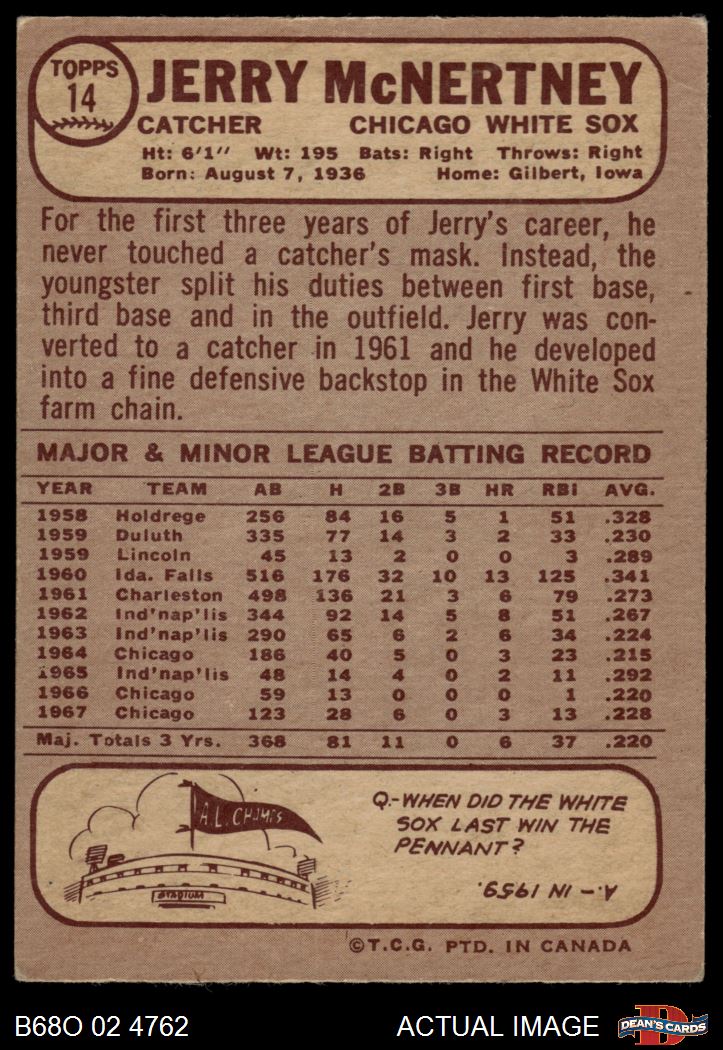 TOPPS
14
JERRY McNERTNEY
CATCHER CHICAGO WHITE SOX
Ht: 6'1" Wt: 195 Bats: Right Throws: Right
Born: August 7, 1936 Home: Gilbert, Iowa
For the first three years of Jerry's career, he
never touched a catcher's mask. Instead, the
youngster split his duties between first base,
third base and in the outfield. Jerry was con-
verted to a catcher in 1961 and he developed
into a fine defensive backstop in the White Sox
farm chain.
MAJOR & MINOR LEAGUE BATTING RECORD
YEAR TEAM AB H 2B 3B HR RBI AVG.
1958 Holdrege 256 84 16 5 1 51 .328
1959 Duluth 335 77 14 3 2 33 .230
1959 Lincoln 45 13 2 0 0 3 .289
1960 Ida. Falls 516 176 32 10 13 125 .341
1961 Charleston 498 136 21 3 6 79 .273
1962 Ind'nap'lis 344 92 14 5 8 51 .267
1963 Ind'nap'lis 290 65 6 2 6 34 .224
1964 Chicago 186 40 5 0 3 23 .215
1965 Ind'nap'lis 48 14 4 0 2 11 .292
1966 Chicago 59 13 0 0 0 1 .220
1967 Chicago 123 28 6 0 3 13 .228
Maj. Totals 3 Yrs. 368 81 11 0 6 37 .220
A.L. CHAMPS
STADIUM
Q.-WHEN DID THE WHITE
SOX LAST WIN THE
PENNANT?
A.- IN 1959.
©T.C.G. PTD. IN CANADA
B68O 02 4762 ACTUAL IMAGE
D
DEAN'S CARDS